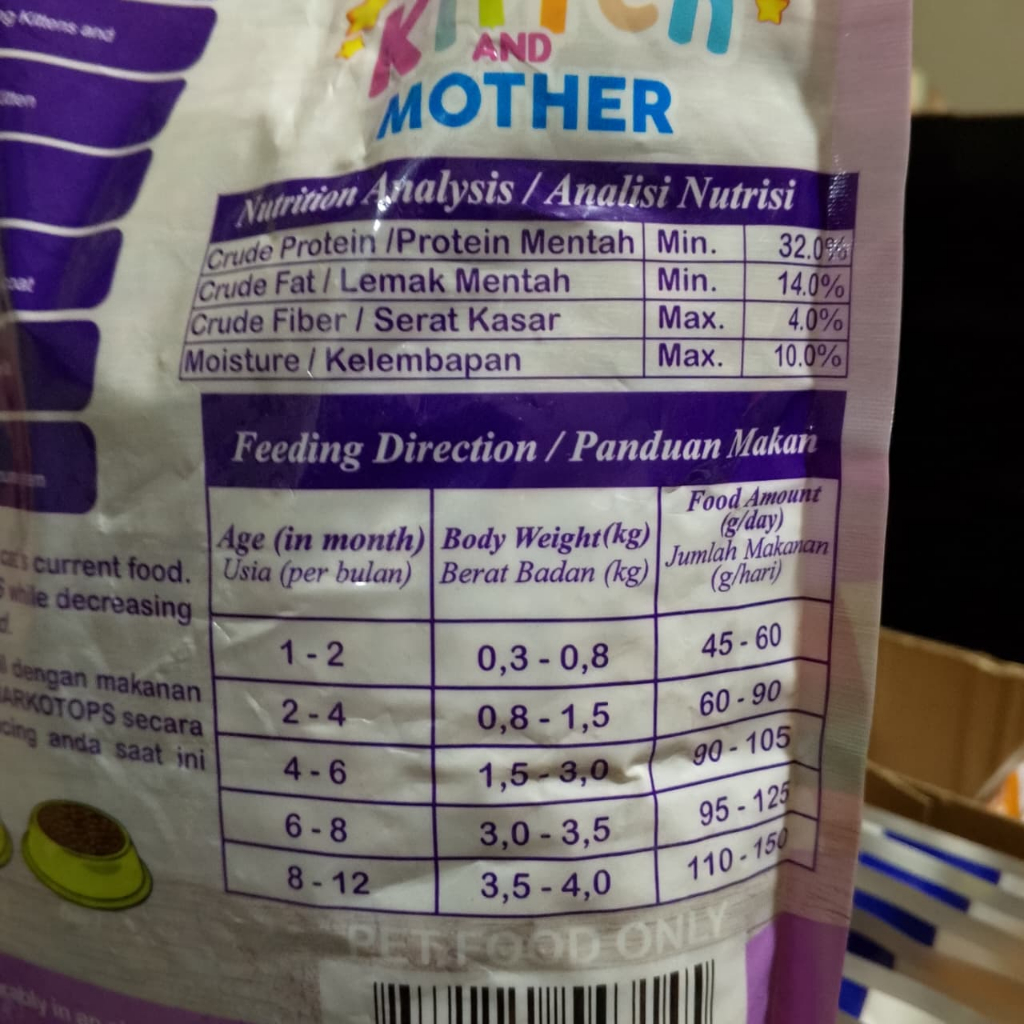 Kitten
AND
MOTHER
Kittens and
Nutrition Analysis / Analisi Nutrisi
Crude Protein /Protein Mentah Min. 32.0%
Crude Fat / Lemak Mentah Min. 14.0%
Crude Fiber / Serat Kasar Max. 4.0%
Moisture / Kelembapan Max. 10.0%
Feeding Direction / Panduan Makan
Age (in month) Body Weight(kg) Food Amount
(g/day)
Usia (per bulan) Berat Badan (kg) Jumlah Makanan
(g/hari)
1 - 2 0,3 - 0,8 45 - 60
2 - 4 0,8 - 1,5 60 - 90
4 - 6 1,5 - 3,0 90 - 105
6 - 8 3,0 - 3,5 95 - 125
8 - 12 3,5 - 4,0 110 - 150
current food.
while decreasing
dengan makanan
ARKOTOPS secara
cing anda saat ini
PET FOOD ONLY